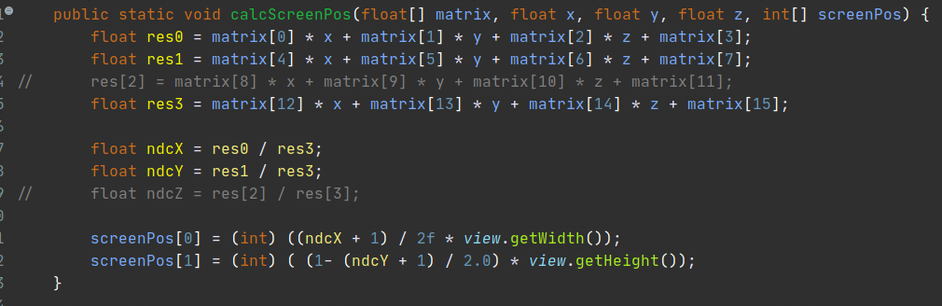 1 public static void calcScreenPos(float[] matrix, float x, float y, float z, int[] screenPos) {
2 float res0 = matrix[0] * x + matrix[1] * y + matrix[2] * z + matrix[3];
3 float res1 = matrix[4] * x + matrix[5] * y + matrix[6] * z + matrix[7];
4 // res[2] = matrix[8] * x + matrix[9] * y + matrix[10] * z + matrix[11];
5 float res3 = matrix[12] * x + matrix[13] * y + matrix[14] * z + matrix[15];
6
7 float ndcX = res0 / res3;
8 float ndcY = res1 / res3;
9 // float ndcZ = res[2] / res[3];
0
1 screenPos[0] = (int) ((ndcX + 1) / 2f * view.getWidth());
2 screenPos[1] = (int) ( (1- (ndcY + 1) / 2.0) * view.getHeight());
3 }